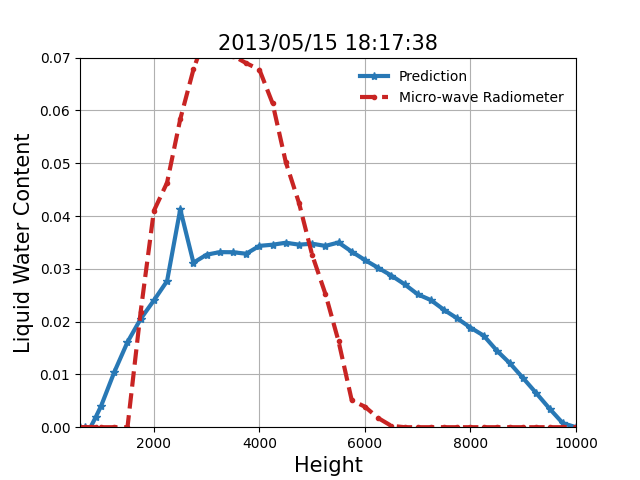 2013/05/15 18:17:38
0.07
0.06
0.05
0.04
0.03
0.02
0.01
0.00
Liquid Water Content
Prediction
Micro-wave Radiometer
2000 4000 6000 8000 10000
Height